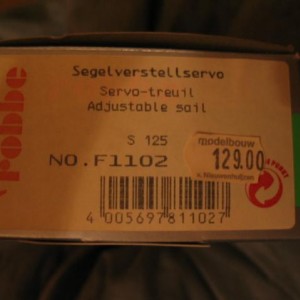 robbe
Segelverstellservo
Servo-treuil
Adjustable sail
S 125
NO.F1102
modelbouw
129.00
4 005697 811027